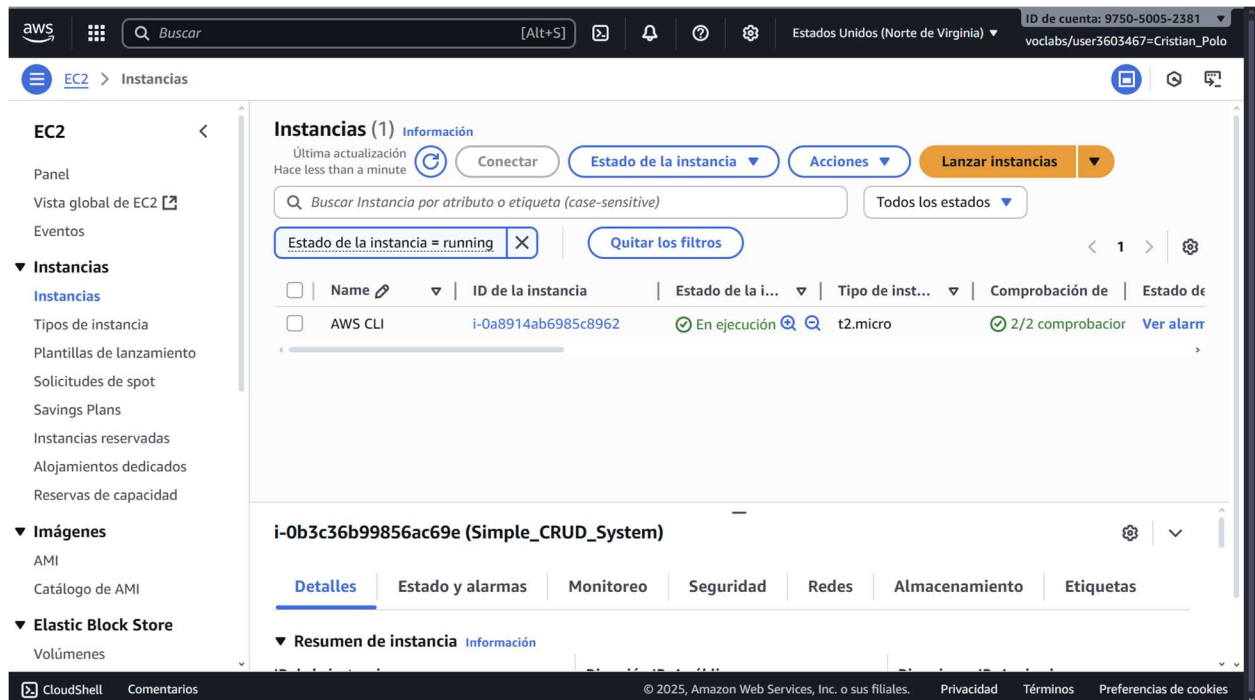 aws
Buscar [Alt+S] Estados Unidos (Norte de Virginia) ▼
ID de cuenta: 9750-5005-2381 ▼
voclabs/user3603467=Cristian_Polo
EC2 > Instancias
EC2
Panel
Vista global de EC2
Eventos
▼ Instancias
Instancias
Tipos de instancia
Plantillas de lanzamiento
Solicitudes de spot
Savings Plans
Instancias reservadas
Alojamientos dedicados
Reservas de capacidad
▼ Imágenes
AMI
Catálogo de AMI
▼ Elastic Block Store
Volúmenes
Instancias (1) Información
Última actualización
Hace less than a minute
Conectar Estado de la instancia ▼ Acciones ▼ Lanzar instancias ▼
Buscar Instancia por atributo o etiqueta (case-sensitive) Todos los estados ▼
Estado de la instancia = running Quitar los filtros < 1 >
Name ID de la instancia Estado de la i... Tipo de inst... Comprobación de Estado de
AWS CLI i-0a8914ab6985c8962 En ejecución t2.micro 2/2 comprobacior Ver alarm
i-0b3c36b99856ac69e (Simple_CRUD_System)
Detalles Estado y alarmas Monitoreo Seguridad Redes Almacenamiento Etiquetas
▼ Resumen de instancia Información
CloudShell Comentarios © 2025, Amazon Web Services, Inc. o sus filiales. Privacidad Términos Preferencias de cookies